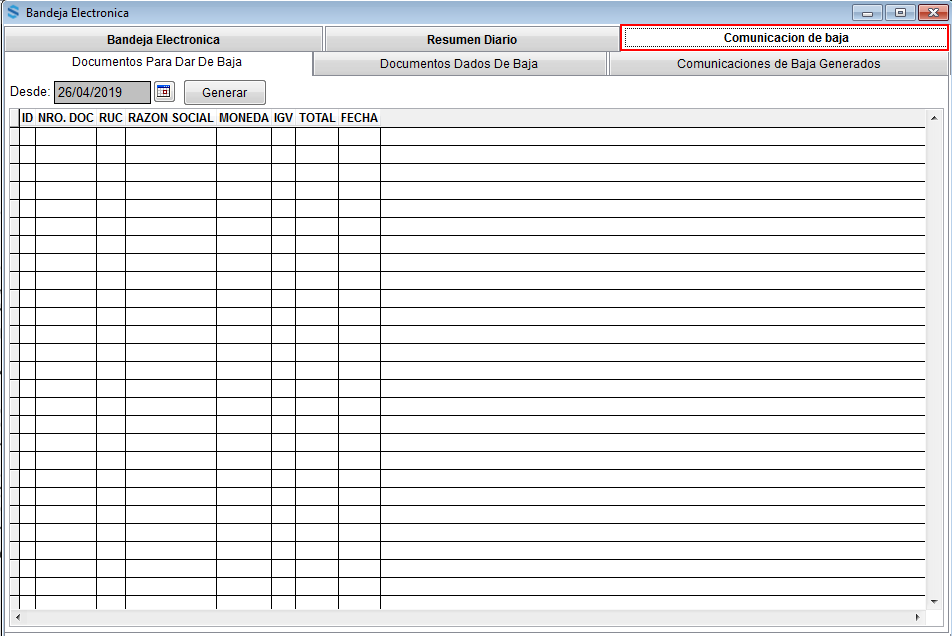 Bandeja Electronica
Bandeja Electronica Resumen Diario Comunicacion de baja
Documentos Para Dar De Baja Documentos Dados De Baja Comunicaciones de Baja Generados
Desde: 26/04/2019 Generar
ID NRO. DOC RUC RAZON SOCIAL MONEDA IGV TOTAL FECHA